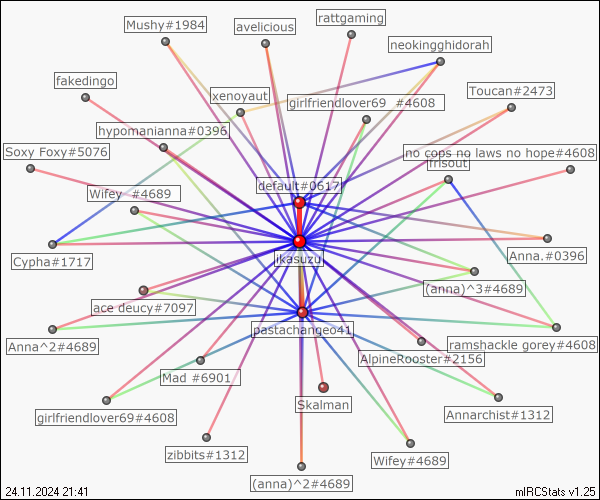 rattgaming
Mushy#1984
avelicious
neokingghidorah
fakedingo
Toucan#2473
xenoyaut
girlfriendlover69 #4608
hypomanianna#0396
Soxy Foxy#5076
no cops no laws no hope#4608
frisout
default#0617
Wifey #4689
Anna.#0396
jkasuzu
Cypha#1717
(anna)^3#4689
ace deucy#7097
pastachangeo41
Anna^2#4689
ramshackle gorey#4608
AlpineRooster#2156
Mad #6901
Skalman
girlfriendlover69#4608
Annarchist#1312
zibbits#1312
Wifey#4689
(anna)^2#4689
24.11.2024 21:41
mIRCStats v1.25